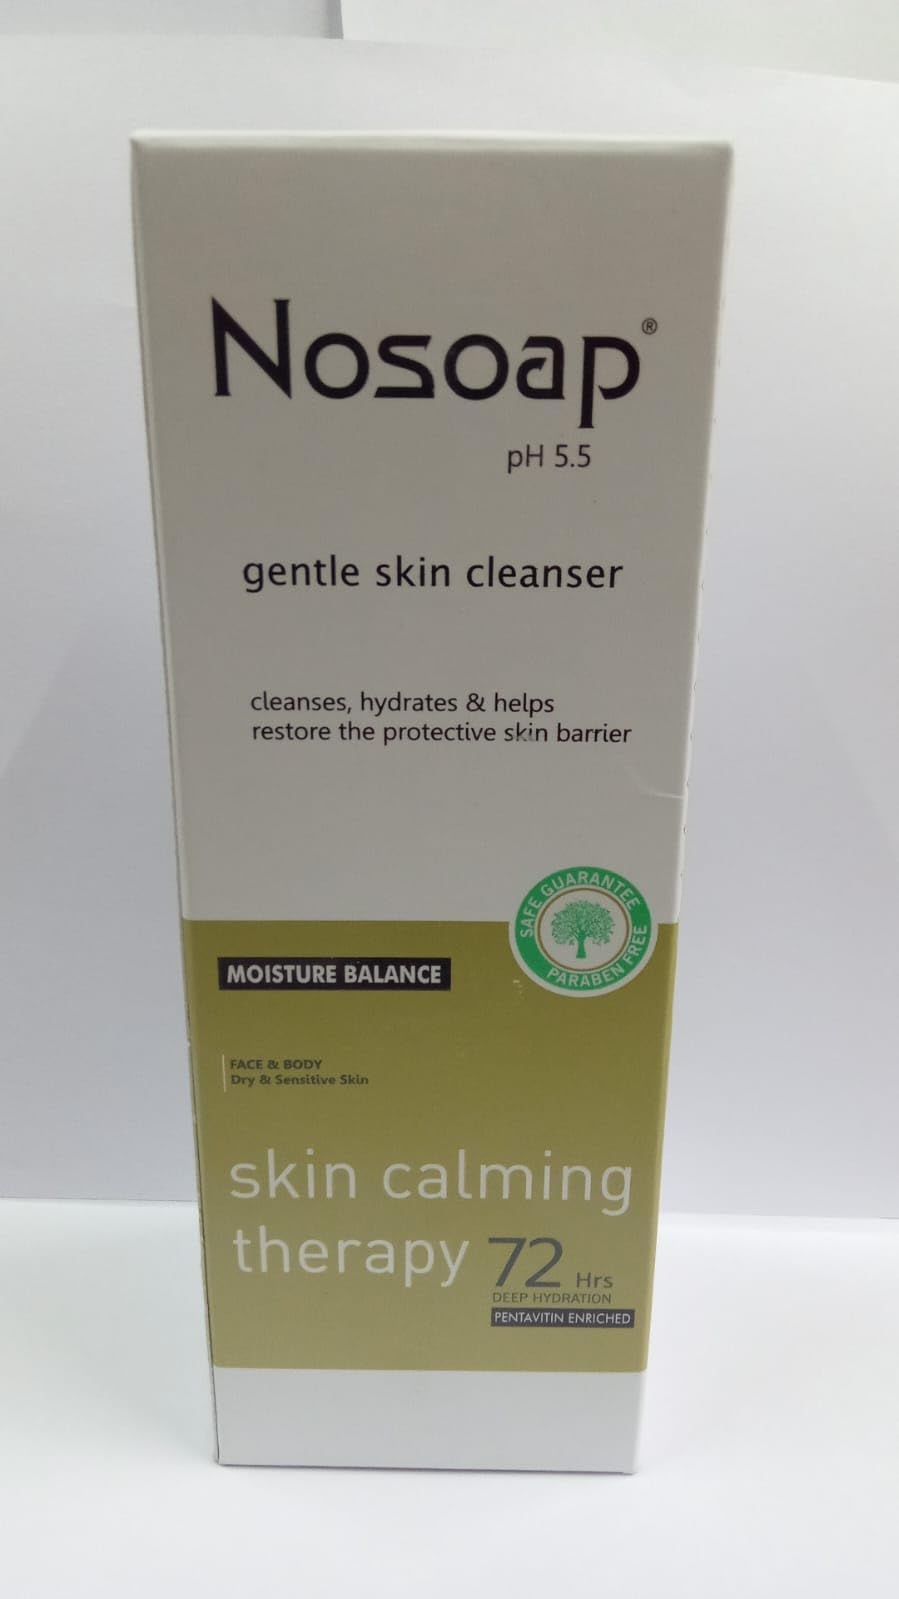 Nosoap®
pH 5.5
gentle skin cleanser
cleanses, hydrates & helps
restore the protective skin barrier
SAFE GUARANTEE
PARABEN FREE
MOISTURE BALANCE
FACE & BODY
Dry & Sensitive Skin
skin calming
therapy 72 Hrs
DEEP HYDRATION
PENTAVITIN ENRICHED